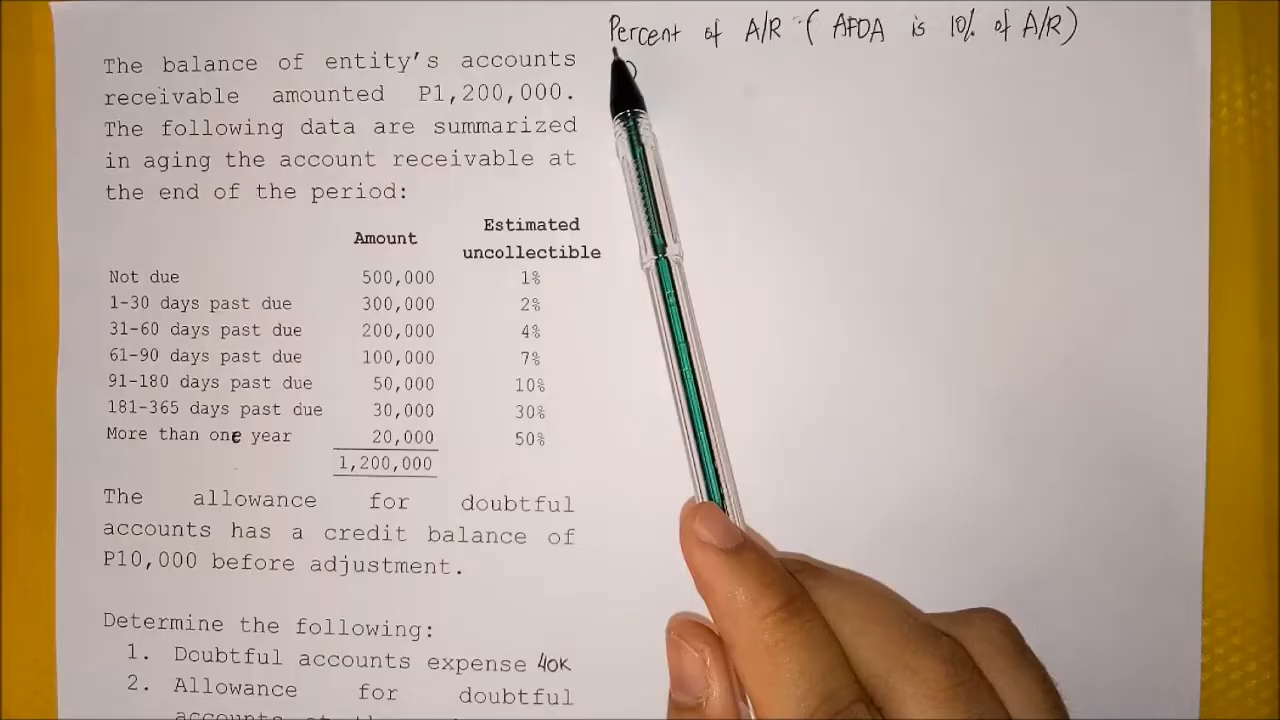 Percent of A/R (AFDA is 10% of A/R)
The balance of entity's accounts
receivable amounted P1,200,000.
The following data are summarized
in aging the account receivable at
the end of the period:
Amount Estimated uncollectible
Not due 500,000 1%
1-30 days past due 300,000 2%
31-60 days past due 200,000 4%
61-90 days past due 100,000 7%
91-180 days past due 50,000 10%
181-365 days past due 30,000 30%
More than one year 20,000 50%
1,200,000
The allowance for doubtful
accounts has a credit balance of
P10,000 before adjustment.
Determine the following:
1. Doubtful accounts expense 40K
2. Allowance for doubtful
accounts